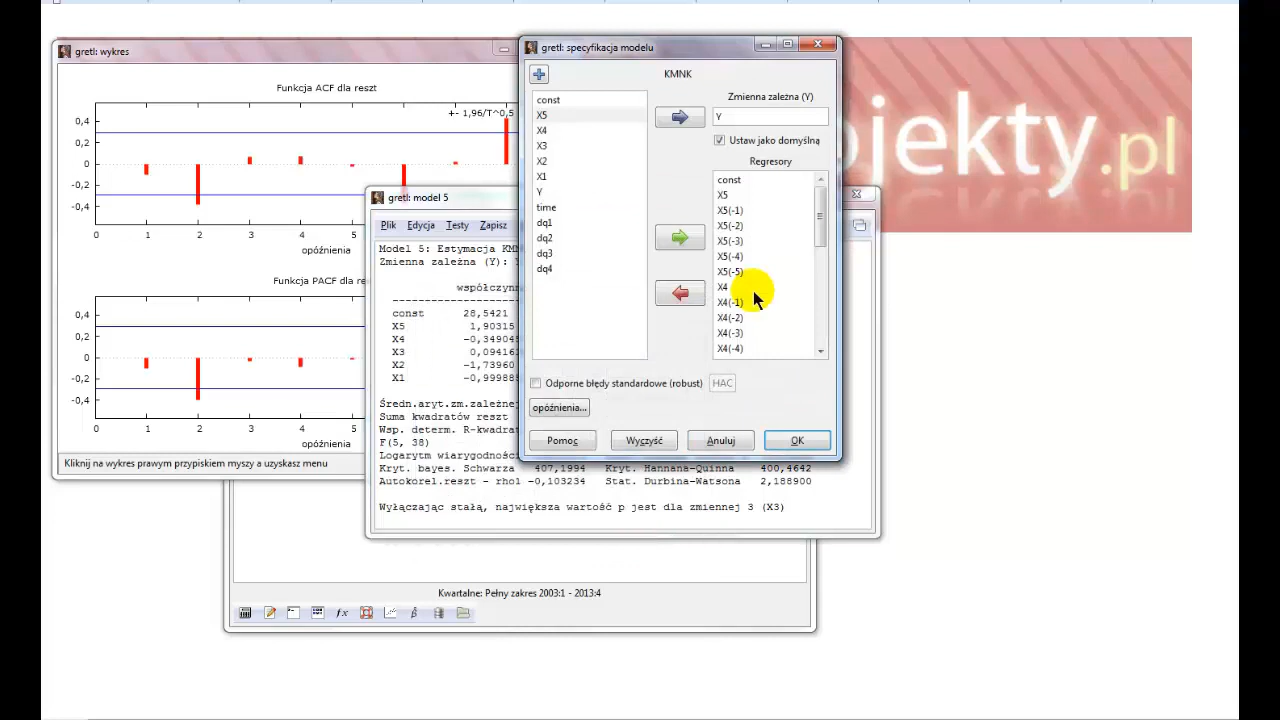 gretl: wykres
Funkcja ACF dla reszt
+- 1,96/T^0,5
0,4
0,2
0
-0,2
-0,4
0 1 2 3 4 5
opóźnienia
Funkcja PACF dla reszt
0,4
0,2
0
-0,2
-0,4
0 1 2 3 4 5
opóźnienia
Kliknij na wykres prawym przypiskiem myszy a uzyskasz menu
gretl: model 5
Plik Edycja Testy Zapisz
Model 5: Estymacja KMN
Zmienna zależna (Y):
współczyn
const 28,5421
X5 1,90315
X4 -0,34904
X3 0,09416
X2 -1,73960
X1 -0,99988
Średn.aryt.zm.zależne
Suma kwadratów reszt
Wsp. determ. R-kwadra
F(5, 38)
Logarytm wiarygodnośc
Kryt. bayes. Schwarza 407,1994 Kryt. Hannana-Quinna 400,4642
Autokorel.reszt - rho1 -0,103234 Stat. Durbina-Watsona 2,188900
Wyłączając stałą, największa wartość p jest dla zmiennej 3 (X3)
gretl: specyfikacja modelu
KMNK
const
X5
X4
X3
X2
X1
Y
time
dq1
dq2
dq3
dq4
Zmienna zależna (Y)
Y
Ustaw jako domyślną
Regresory
const
X5
X5(-1)
X5(-2)
X5(-3)
X5(-4)
X5(-5)
X4
X4(-1)
X4(-2)
X4(-3)
X4(-4)
Odporne błędy standardowe (robust) HAC
opóźnienia...
Pomoc Wyczyść Anuluj OK
Kwartalne: Pełny zakres 2003:1 - 2013:4
ojekty.pl